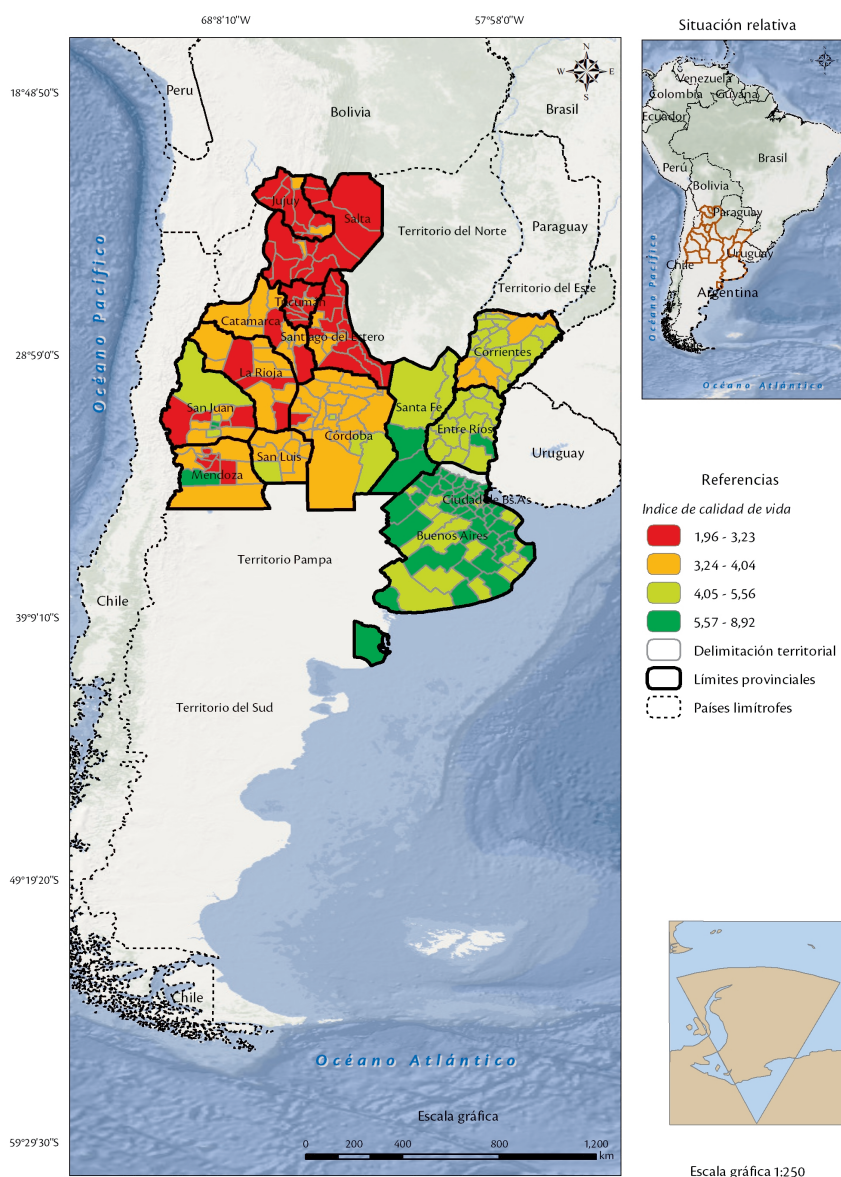 68°8'10"W
57°58'0"W
18°48'50"S
28°59'0"S
39°9'10"S
49°19'20"S
59°29'30"S
N
W
E
S
Peru
Bolivia
Brasil
Jujuy
Salta
Territorio del Norte
Paraguay
Territorio del Este
Tucumán
Catamarca
Santiago del Estero
Corrientes
La Rioja
San Juan
Santa Fe
Entre Ríos
Córdoba
San Luis
Mendoza
Uruguay
Ciudad de Bs.As
Buenos Aires
Territorio Pampa
Chile
Territorio del Sud
Chile
Océano Pacífico
Océano Atlántico
Escala gráfica
0 200 400 800 1,200
km
Situación relativa
Venezuela
Colombia
Guyana
Ecuador
Brasil
Perú
Bolivia
Paraguay
Uruguay
Chile
Argentina
Océano Pacífico
Océano Atlántico
Referencias
Indice de calidad de vida
1,96 - 3,23
3,24 - 4,04
4,05 - 5,56
5,57 - 8,92
Delimitación territorial
Límites provinciales
Países limítrofes
Escala gráfica 1:250